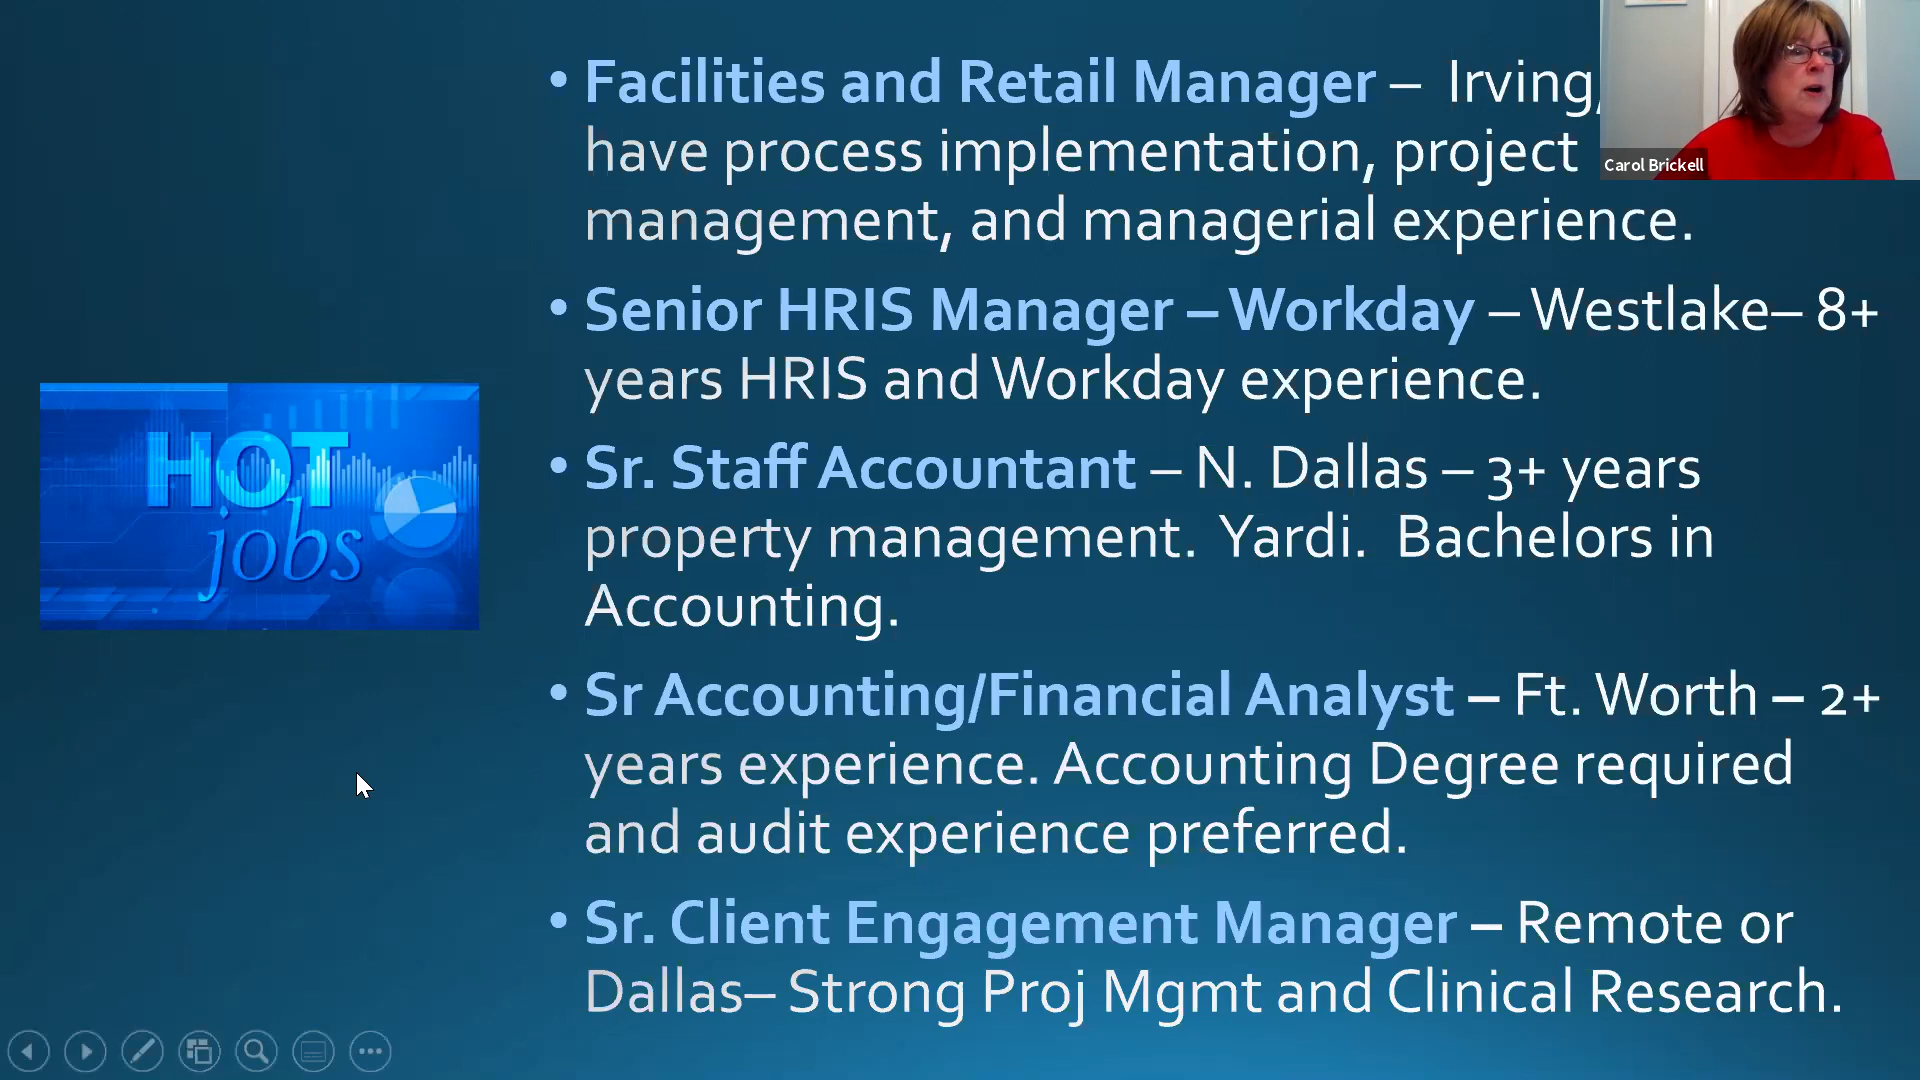 • Facilities and Retail Manager – Irving,
have process implementation, project
management, and managerial experience.
• Senior HRIS Manager – Workday – Westlake– 8+
years HRIS and Workday experience.
• Sr. Staff Accountant – N. Dallas – 3+ years
property management. Yardi. Bachelors in
Accounting.
• Sr Accounting/Financial Analyst – Ft. Worth – 2+
years experience. Accounting Degree required
and audit experience preferred.
• Sr. Client Engagement Manager – Remote or
Dallas– Strong Proj Mgmt and Clinical Research.
HOT
jobs
Carol Brickell